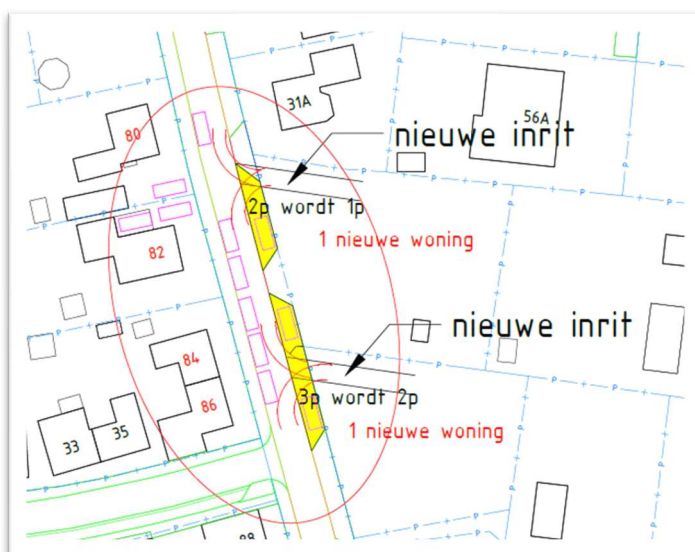 31A
56A
80
nieuwe inrit
2p wordt 1p
1 nieuwe woning
82
nieuwe inrit
84
3p wordt 2p
86
1 nieuwe woning
33
35